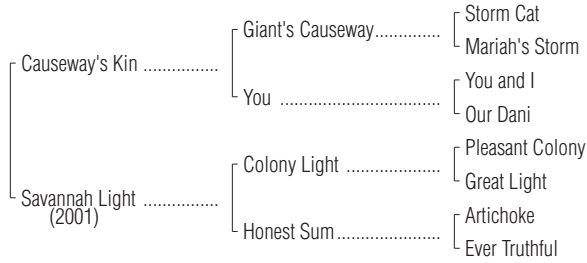 Storm Cat
Giant's Causeway..............
Mariah's Storm
Causeway's Kin ................
You and I
You ....................................
Our Dani
Pleasant Colony
Colony Light .....................
Great Light
Savannah Light ................
(2001)
Artichoke
Honest Sum.......................
Ever Truthful